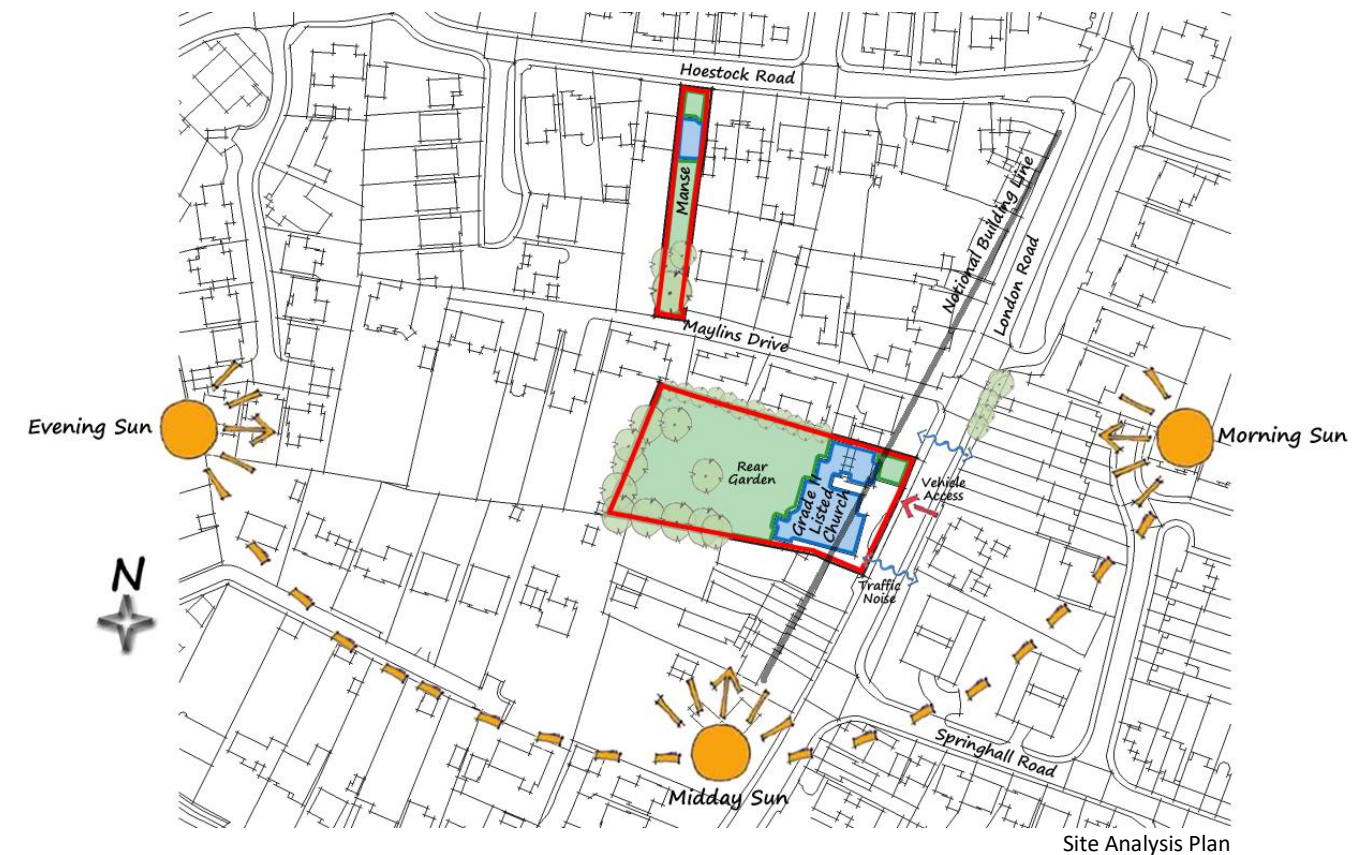 Hoestock Road
Manse
Notional Building Line
London Road
Maylins Drive
Evening Sun
Morning Sun
Rear
Garden
Grade II
Listed
Church
Vehicle
Access
N
Traffic
Noise
Springhall Road
Midday Sun
Site Analysis Plan